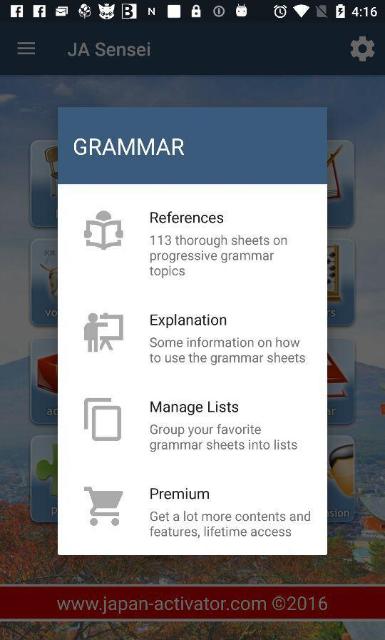 4:16
JA Sensei
GRAMMAR
References
113 thorough sheets on
progressive grammar
topics
Explanation
Some information on how
to use the grammar sheets
Manage Lists
Group your favorite
grammar sheets into lists
Premium
Get a lot more contents and
features, lifetime access
www.japan-activator.com ©2016